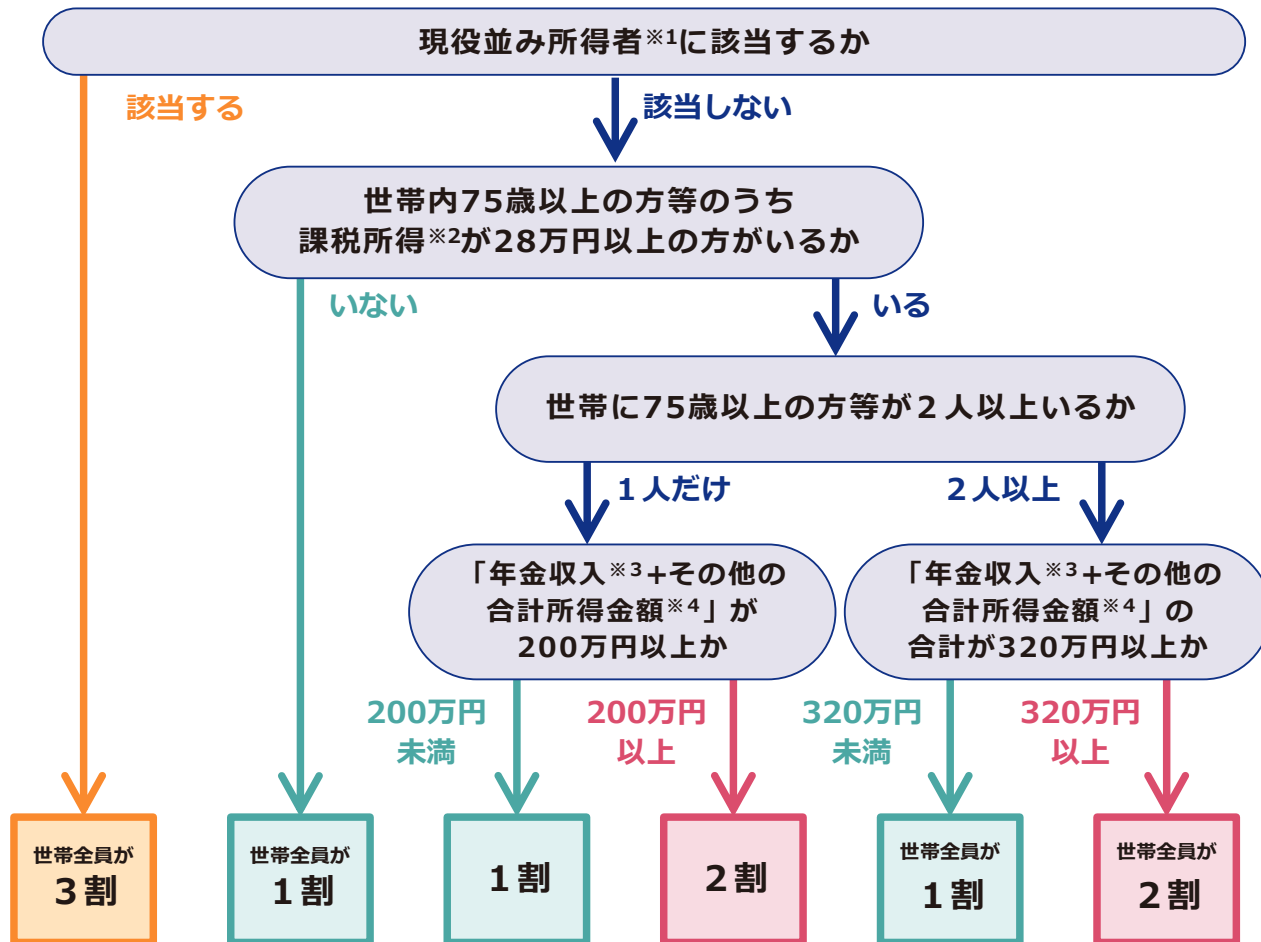 現役並み所得者※1に該当するか
該当する
該当しない
世帯内75歳以上の方等のうち
課税所得※2が28万円以上の方がいるか
いない
いる
世帯に75歳以上の方等が２人以上いるか
１人だけ
２人以上
「年金収入※3+その他の
合計所得金額※4」が
200万円以上か
「年金収入※3+その他の
合計所得金額※4」の
合計が320万円以上か
200万円
未満
200万円
以上
320万円
未満
320万円
以上
世帯全員が
３割
世帯全員が
１割
１割
２割
世帯全員が
１割
世帯全員が
２割